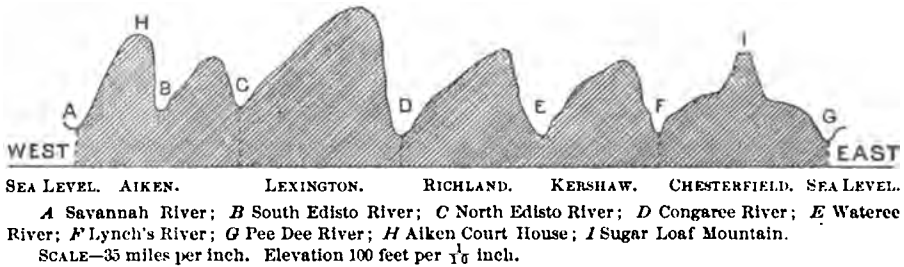 H
I
B
C
A
D
E
F
G
WEST
EAST
SEA LEVEL. AIKEN. LEXINGTON. RICHLAND. KERSHAW. CHESTERFIELD. SEA LEVEL.
A Savannah River; B South Edisto River; C North Edisto River; D Congaree River; E Wateree
River; F Lynch's River; G Pee Dee River; H Aiken Court House; I Sugar Loaf Mountain.
SCALE—35 miles per inch. Elevation 100 feet per 1/10 inch.